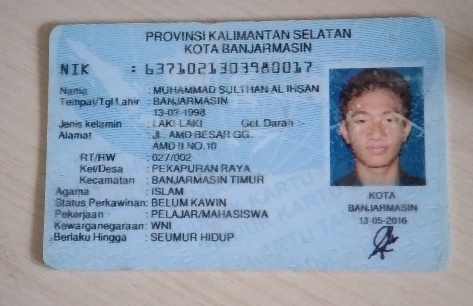 PROVINSI KALIMANTAN SELATAN
KOTA BANJARMASIN
NIK : 6371021303980017
Nama : MUHAMMAD SULTHAN AL IHSAN
Tempat/Tgl Lahir : BANJARMASIN
13-03-1998
Jenis kelamin : LAKI-LAKI Gol. Darah :-
Alamat : JL. AMD BESAR GG.
AMD II NO.10
RT/RW : 027/002
Kel/Desa : PEKAPURAN RAYA
Kecamatan : BANJARMASIN TIMUR
Agama : ISLAM
Status Perkawinan: BELUM KAWIN
Pekerjaan : PELAJAR/MAHASISWA
Kewarganegaraan: WNI
Berlaku Hingga : SEUMUR HIDUP
KOTA
BANJARMASIN
13-05-2016